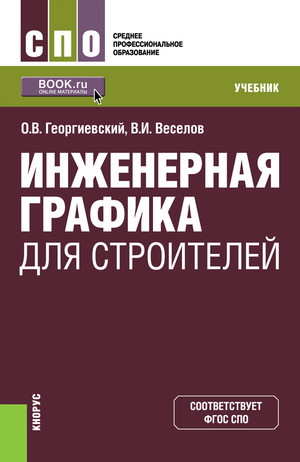 СПО
СРЕДНЕЕ
ПРОФЕССИОНАЛЬНОЕ
ОБРАЗОВАНИЕ
BOOK.ru
ONLINE МАТЕРИАЛЫ
УЧЕБНИК
О.В. Георгиевский, В.И. Веселов
ИНЖЕНЕРНАЯ
ГРАФИКА
ДЛЯ СТРОИТЕЛЕЙ
СООТВЕТСТВУЕТ
ФГОС СПО
КНОРУС